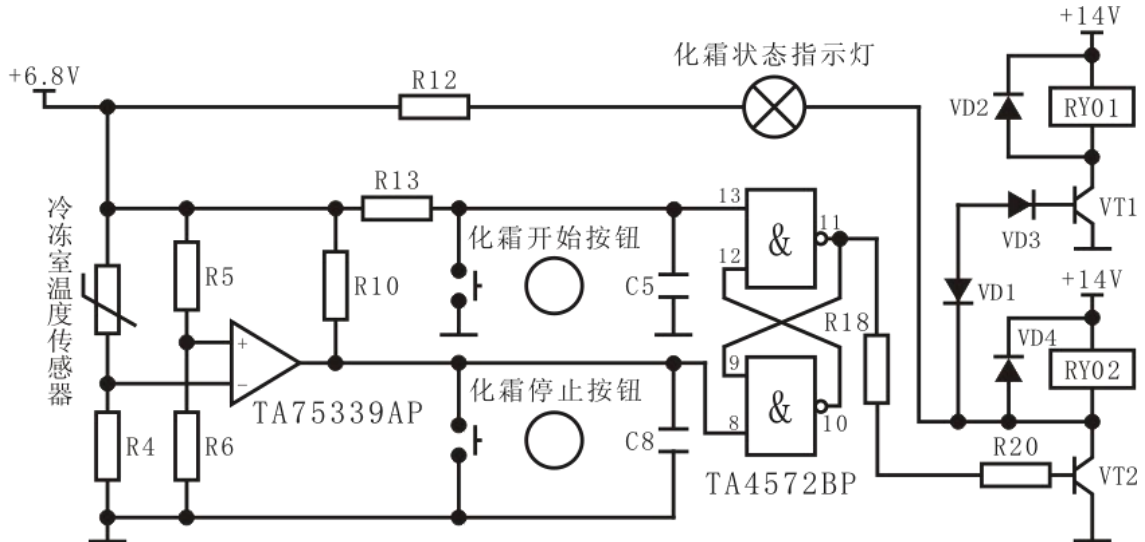 +14V
化霜状态指示灯
+6.8V
R12
VD2
RY01
冷冻室温度传感器
R13
13
11
VT1
化霜开始按钮
&
VD3
R5
R10
12
C5
VD1
+14V
R18
VD4
+
9
RY02
−
化霜停止按钮
&
TA75339AP
8
10
R4
R6
C8
R20
TA4572BP
VT2